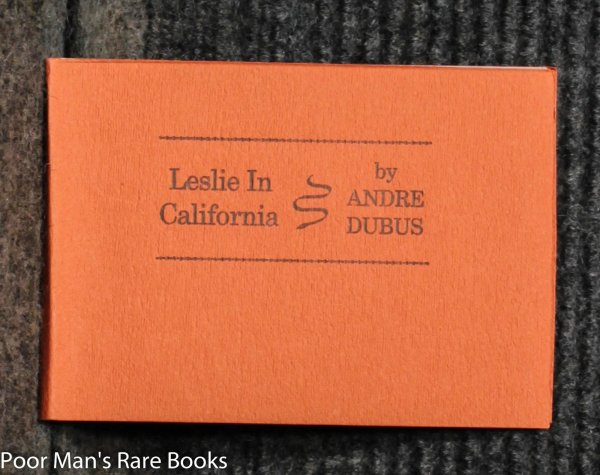 Leslie In
California
by
ANDRE
DUBUS
Poor Man's Rare Books